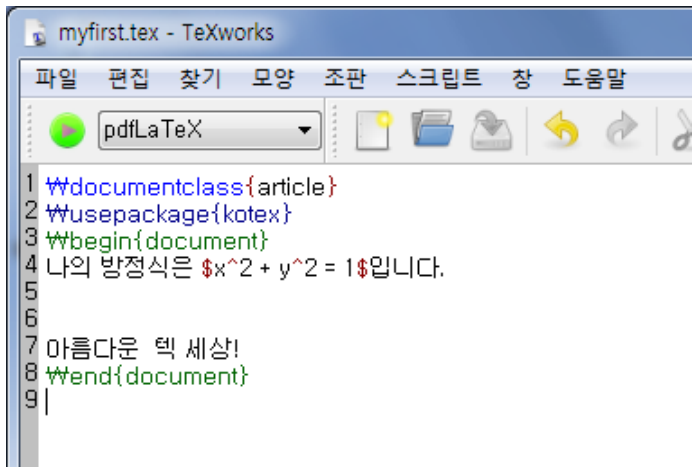 myfirst.tex - TeXworks
파일 편집 찾기 모양 조판 스크립트 창 도움말
pdfLaTeX
1 ₩documentclass{article}
2 ₩usepackage{kotex}
3 ₩begin{document}
4 나의 방정식은 $x^2 + y^2 = 1$입니다.
5
6
7 아름다운  텍 세상!
8 ₩end{document}
9